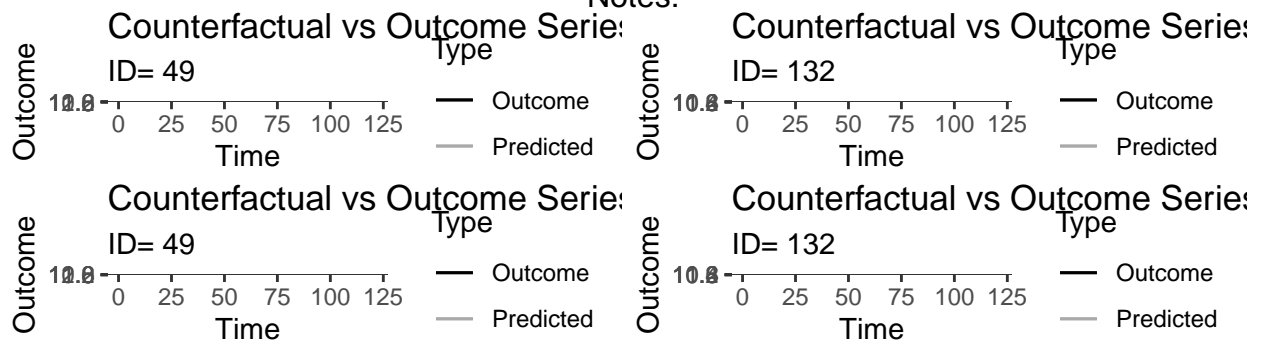 Notes:
Counterfactual vs Outcome Series
ID= 49
Outcome
0 25 50 75 100 125
Time
Type
Outcome
Predicted
Counterfactual vs Outcome Series
ID= 132
Outcome
0 25 50 75 100 125
Time
Type
Outcome
Predicted
Counterfactual vs Outcome Series
ID= 49
Outcome
0 25 50 75 100 125
Time
Type
Outcome
Predicted
Counterfactual vs Outcome Series
ID= 132
Outcome
0 25 50 75 100 125
Time
Type
Outcome
Predicted